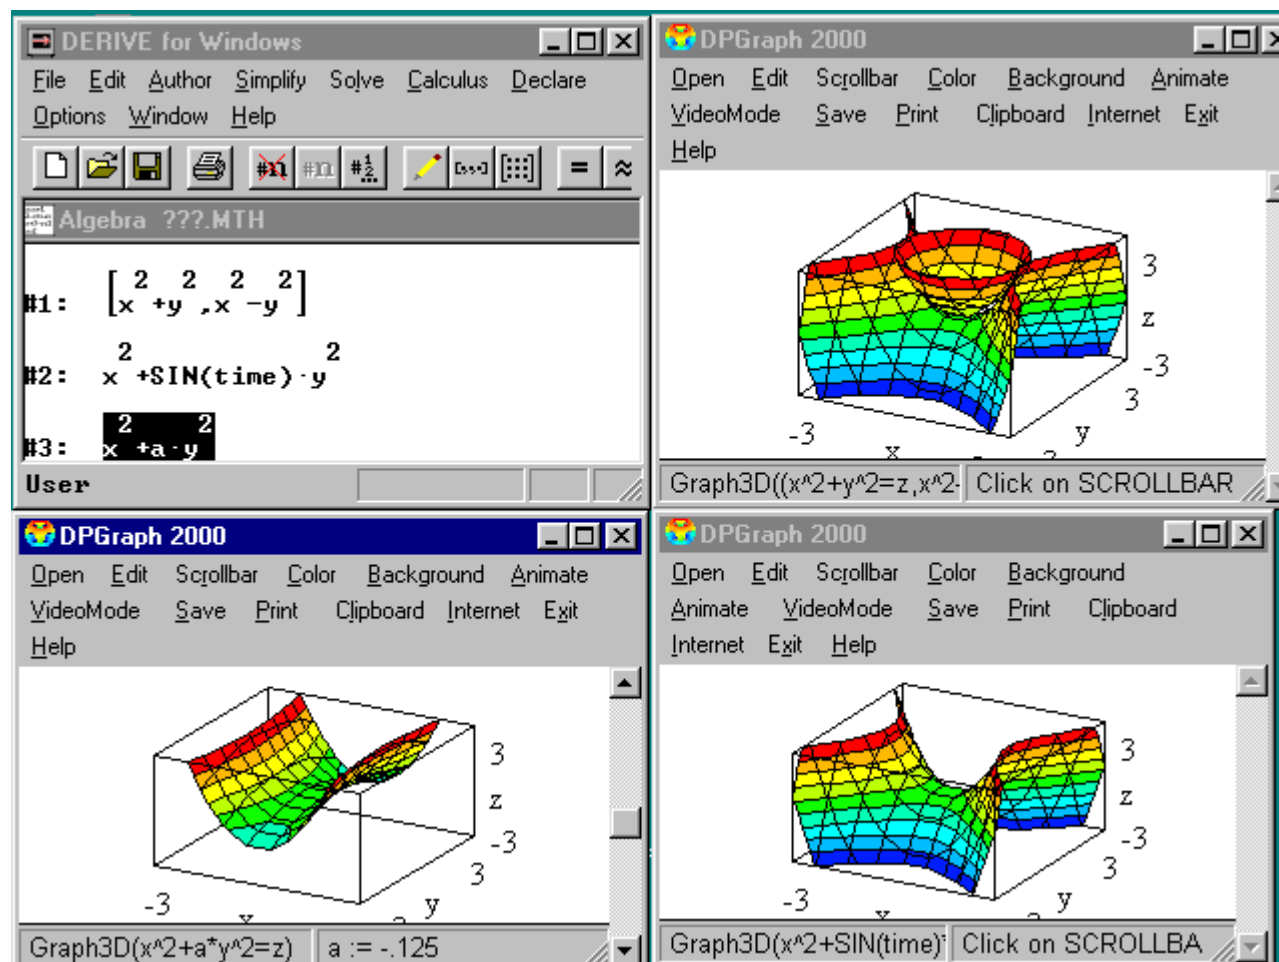 DERIVE for Windows
File Edit Author Simplify Solve Calculus Declare
Options Window Help
#n #n #1 2.. = ≈
Algebra ???.MTH
#1: [x^2+y^2,x^2-y^2]
#2: x^2+SIN(time)·y^2
#3: x^2+a·y^2
User
DPGraph 2000
Open Edit Scrollbar Color Background Animate
VideoMode Save Print Clipboard Internet Exit
Help
3
z
-3
3
y
-3
x
Graph3D((x^2+y^2=z,x^2- Click on SCROLLBAR
DPGraph 2000
Open Edit Scrollbar Color Background Animate
VideoMode Save Print Clipboard Internet Exit
Help
3
z
-3
3
y
-3
x
Graph3D(x^2+a*y^2=z) a := -.125
DPGraph 2000
Open Edit Scrollbar Color Background
Animate VideoMode Save Print Clipboard
Internet Exit Help
3
z
-3
3
y
-3
x
Graph3D(x^2+SIN(time)* Click on SCROLLBA